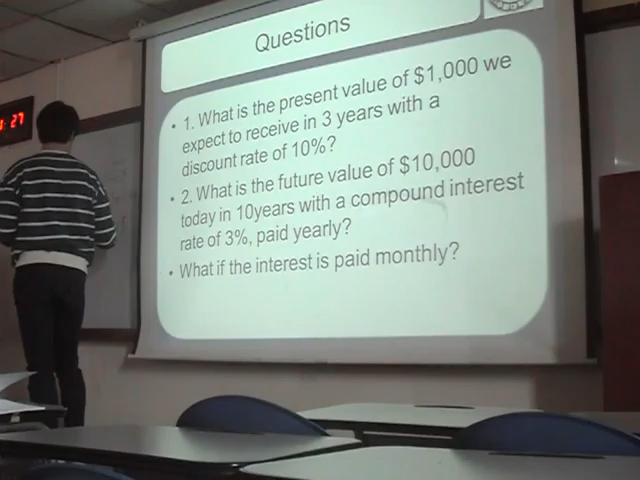 Questions
• 1. What is the present value of $1,000 we
expect to receive in 3 years with a
discount rate of 10%?
• 2. What is the future value of $10,000
today in 10years with a compound interest
rate of 3%, paid yearly?
• What if the interest is paid monthly?
:27